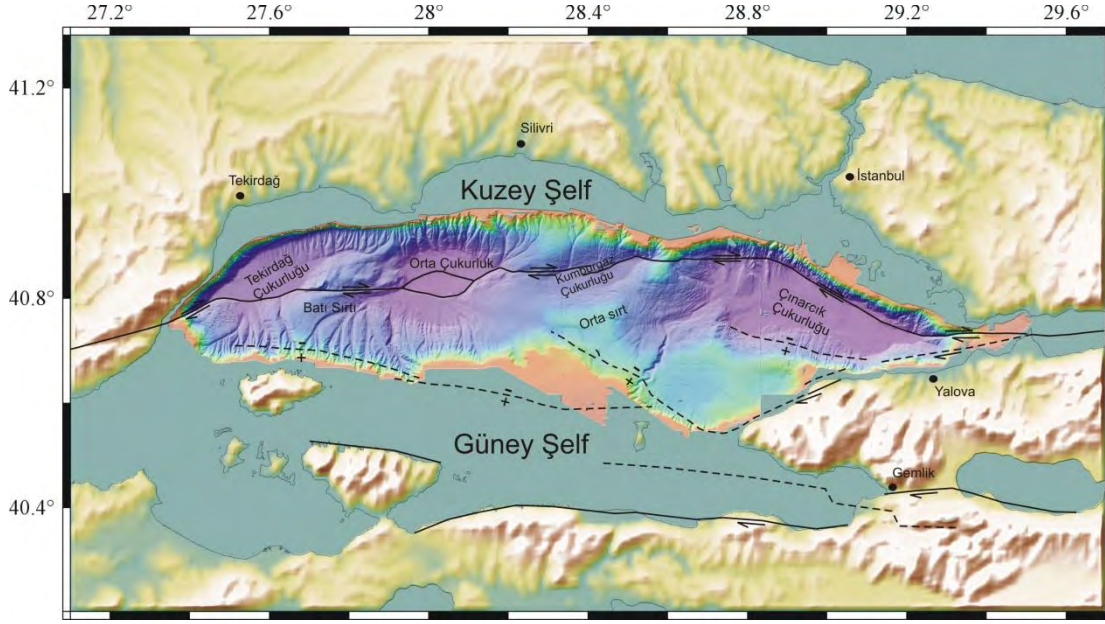 27.2° 27.6° 28° 28.4° 28.8° 29.2° 29.6°
41.2°
Silivri
Tekirdağ
İstanbul
Kuzey Şelf
Tekirdağ
Çukurluğu
Orta Çukurluk
Kumburgaz
Çukurluğu
40.8°
Batı Sırtı
Orta sırt
Çınarcık
Çukurluğu
Yalova
Güney Şelf
Gemlik
40.4°